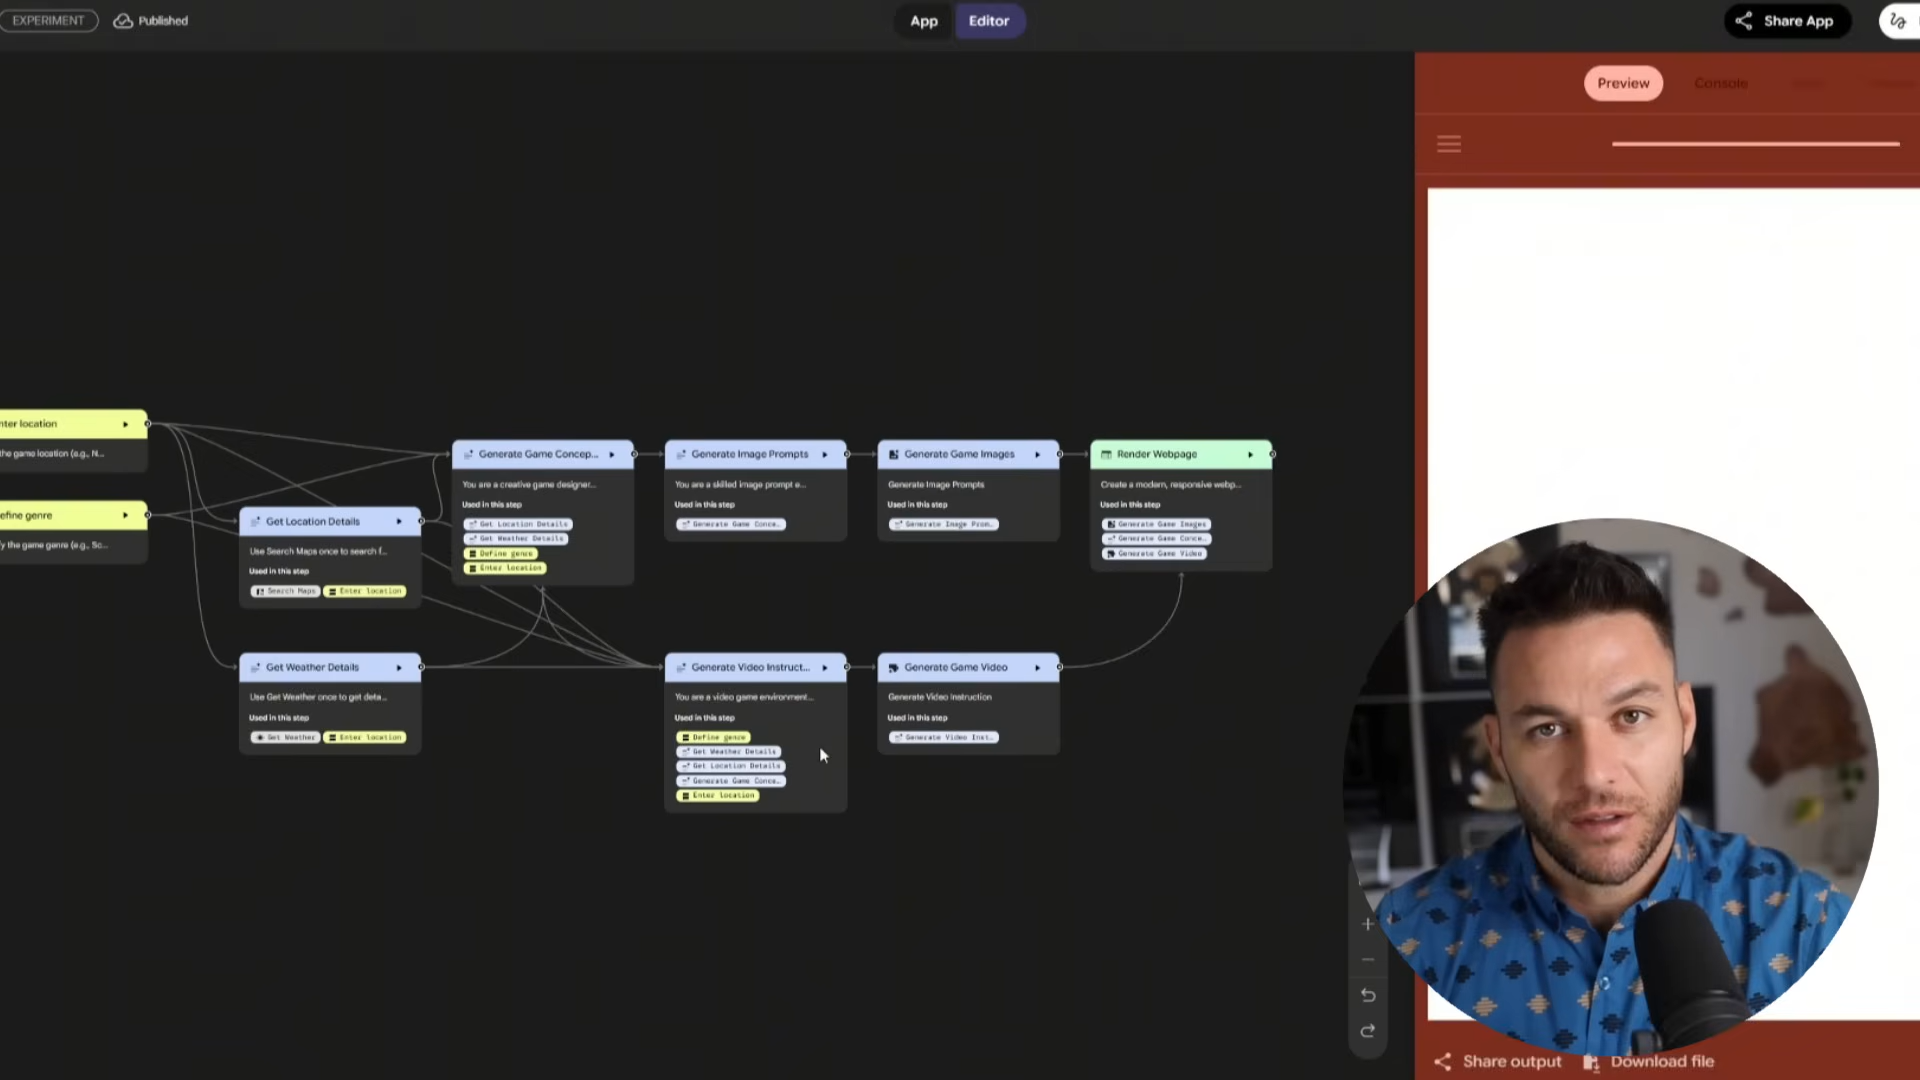 EXPERIMENT
Published
App
Editor
Share App
Preview
Console
nter location
the game location (e.g., N...
efine genre
fy the game genre (e.g., Sc...
Get Location Details
Use Search Maps once to search f...
Used in this step
Search Maps
Enter location
Get Weather Details
Use Get Weather once to get deta...
Used in this step
Get Weather
Enter location
Generate Game Concep...
You are a creative game designer...
Used in this step
Get Location Details
Get Weather Details
Define genre
Enter location
Generate Image Prompts
You are a skilled image prompt e...
Used in this step
Generate Game Conce…
Generate Game Images
Generate Image Prompts
Used in this step
Generate Image Prom…
Render Webpage
Create a modern, responsive webp...
Used in this step
Generate Game Images
Generate Game Conce…
Generate Game Video
Generate Video Instruct...
You are a video game environment...
Used in this step
Define genre
Get Weather Details
Get Location Details
Generate Game Conce…
Enter location
Generate Game Video
Generate Video Instruction
Used in this step
Generate Video Inst…
Share output
Download file